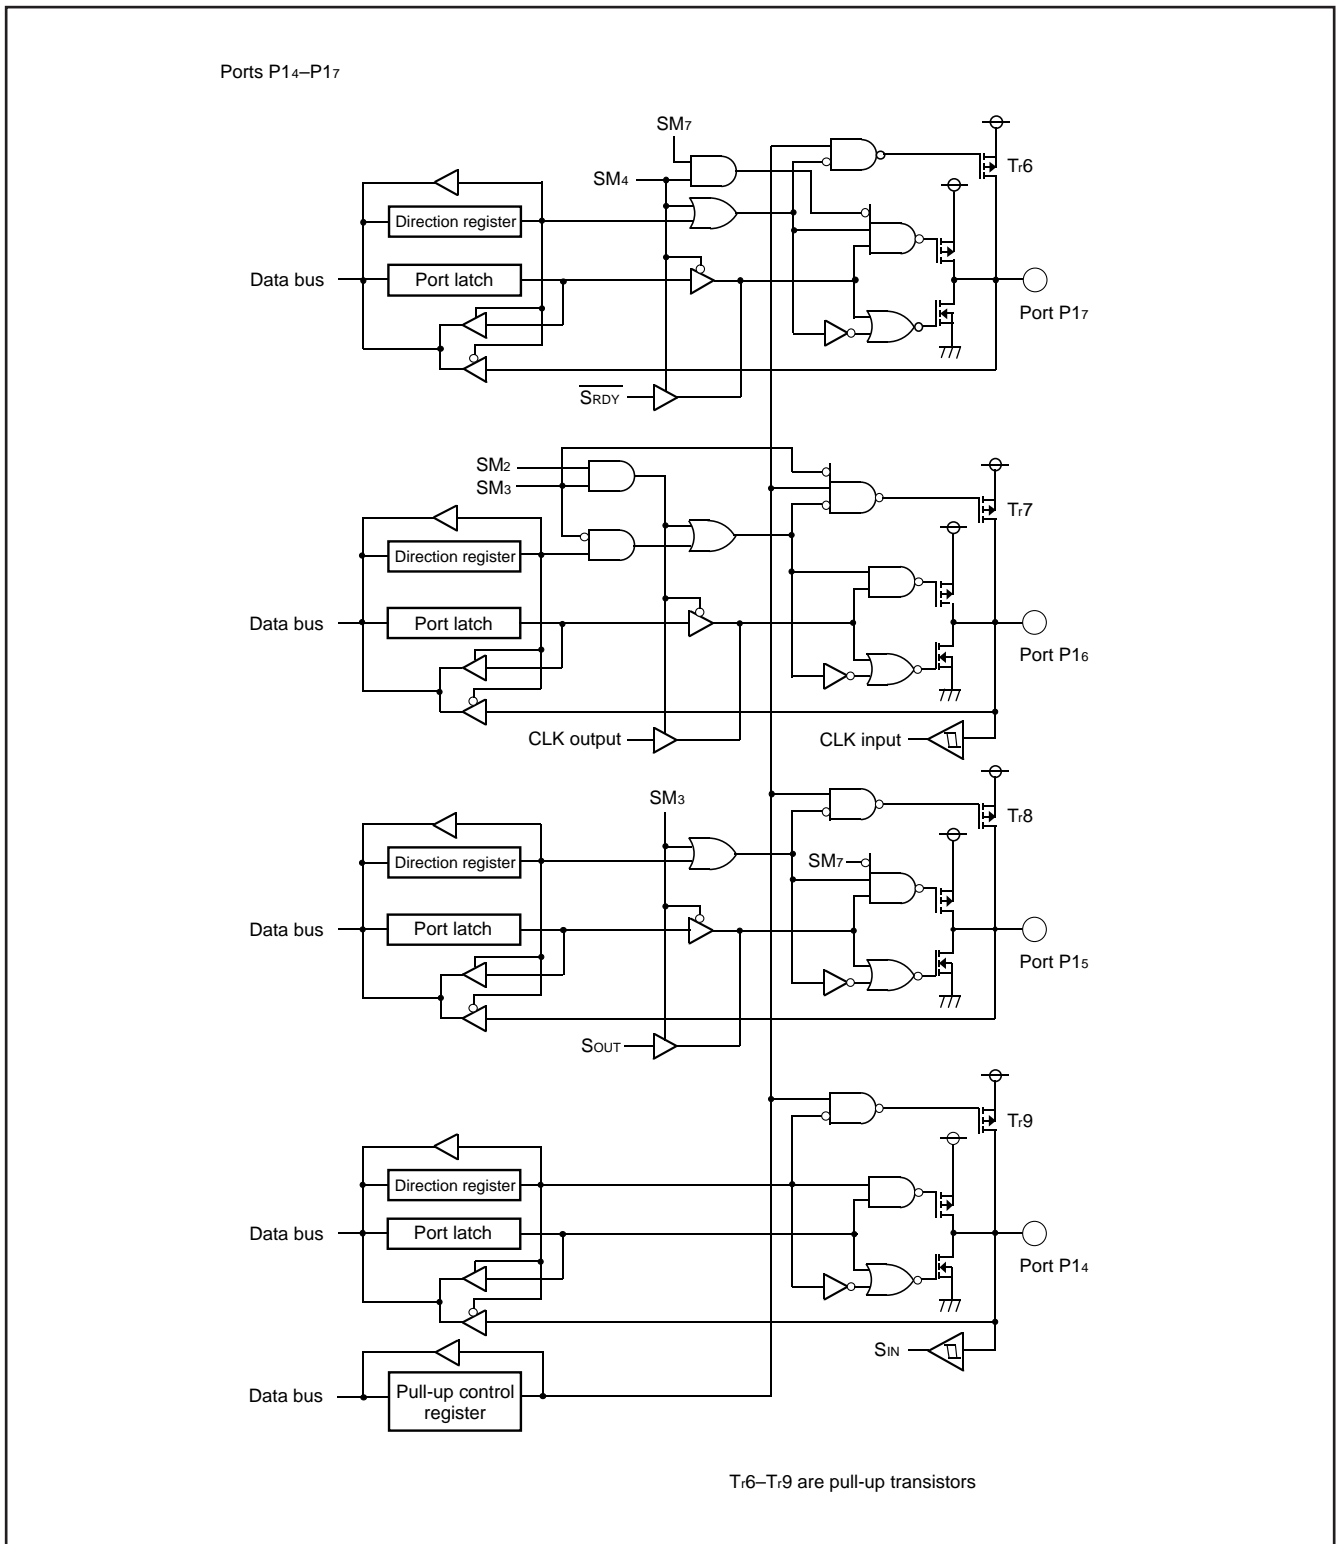 Ports P14–P17
SM7
SM4
Tr6
Direction register
Data bus
Port latch
Port P17
SRDY
SM2
SM3
Tr7
Direction register
Data bus
Port latch
Port P16
CLK output
CLK input
SM3
Tr8
Direction register
SM7
Data bus
Port latch
Port P15
SOUT
Tr9
Direction register
Data bus
Port latch
Port P14
SIN
Data bus
Pull-up control
register
Tr6–Tr9 are pull-up transistors